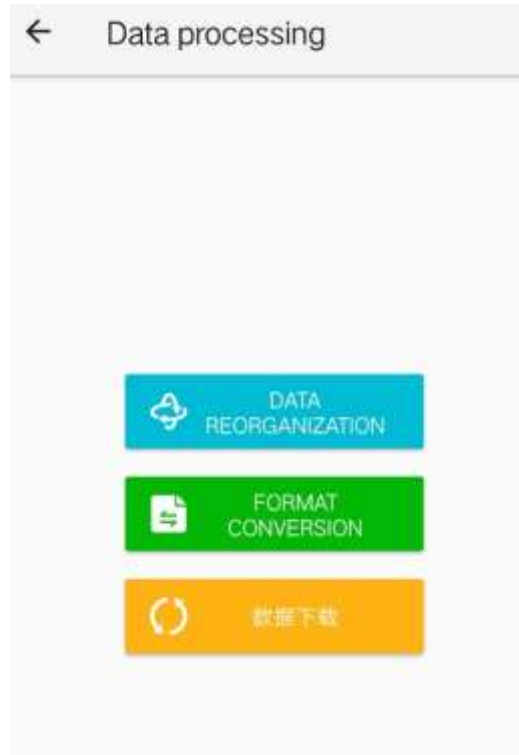 Data processing
DATA
REORGANIZATION
FORMAT
CONVERSION
数据下载